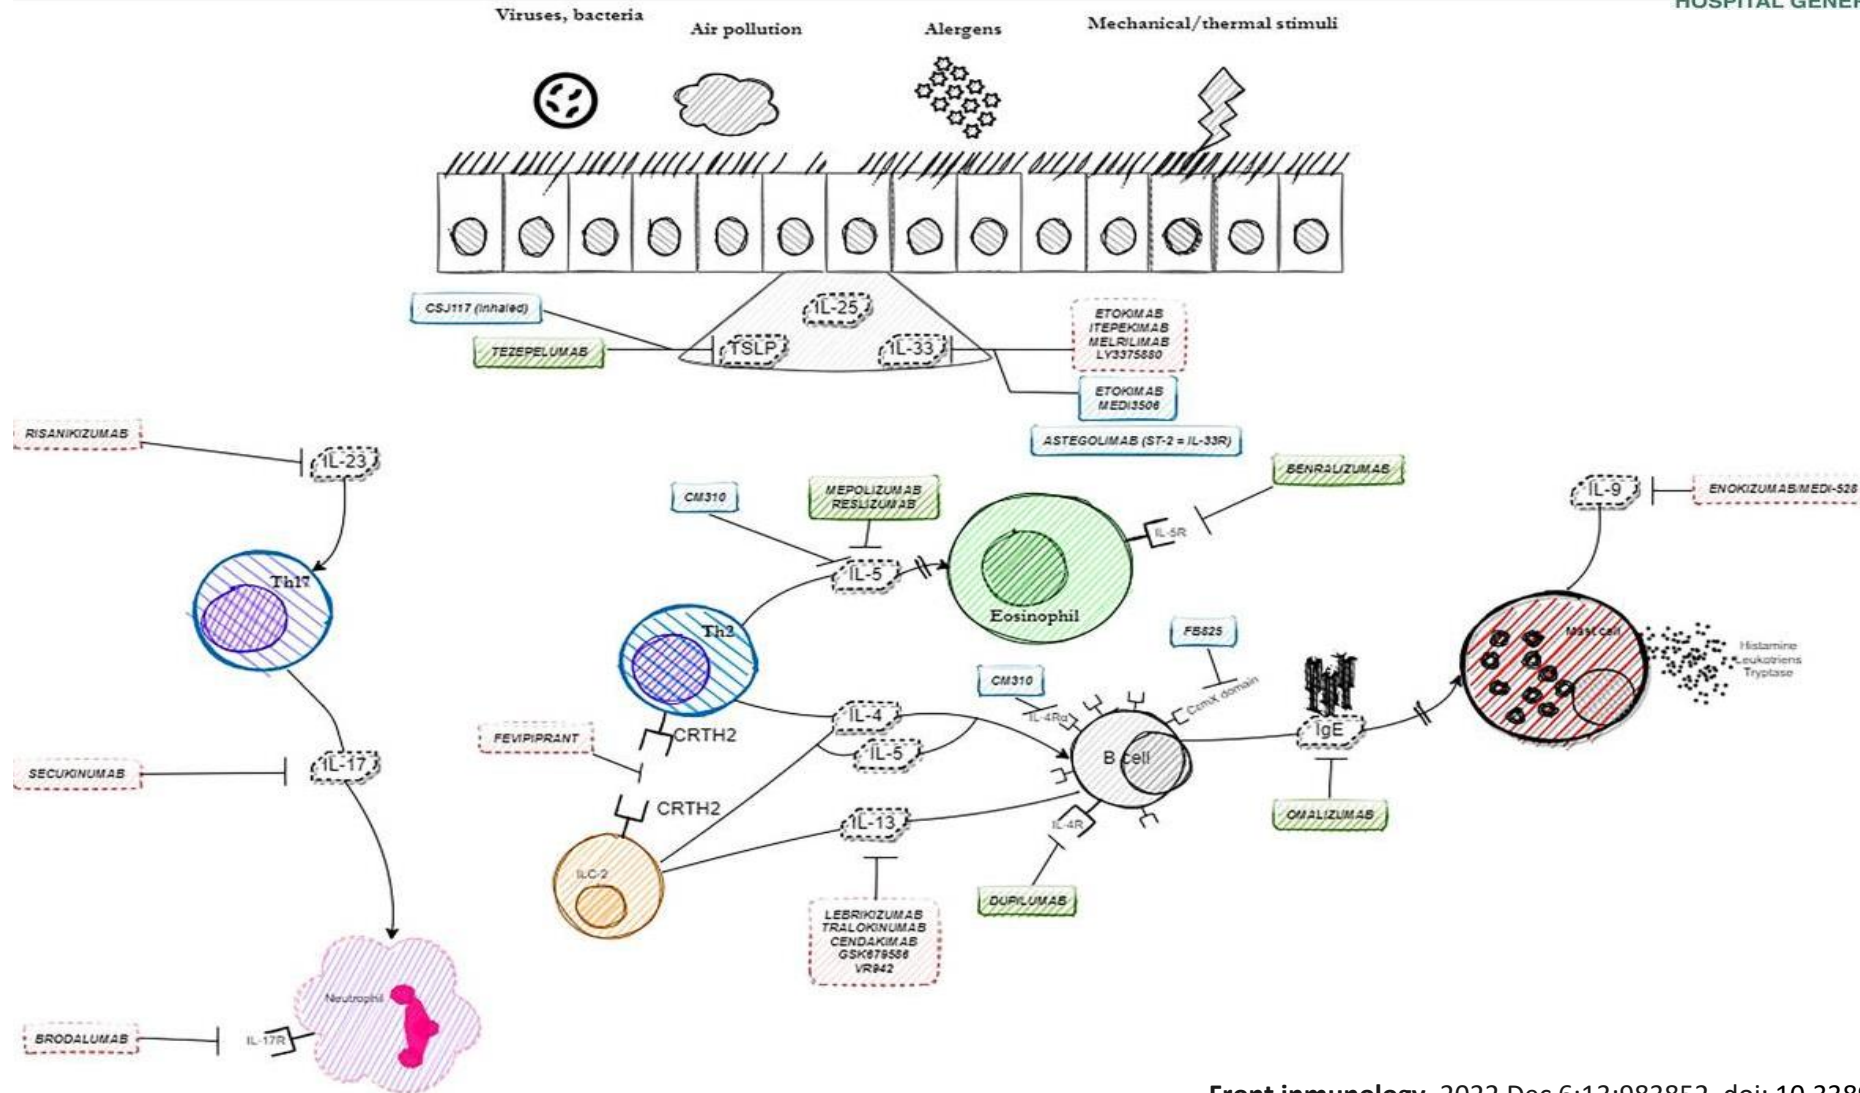 HOSPITAL GENER
Viruses, bacteria
Air pollution
Alergens
Mechanical/thermal stimuli
CSJ117 (inhaled)
TEZEPELUMAB
IL-25
TSLP
IL-33
ETOKIMAB
ITEPEKIMAB
MELRILIMAB
LY3375880
ETOKIMAB
MEDI3506
ASTEGOLIMAB (ST-2 = IL-33R)
RISANIKIZUMAB
IL-23
Th17
SECUKINUMAB
IL-17
Neutrophil
BRODALUMAB
IL-17R
CM310
MEPOLIZUMAB
RESLIZUMAB
IL-5
Eosinophil
IL-5R
BENRALIZUMAB
Th2
CRTH2
FEVIPIPRANT
CRTH2
ILC-2
IL-4
IL-5
IL-13
LEBRIKIZUMAB
TRALOKINUMAB
CENDAKIMAB
GSK679586
VR942
CM310
IL-4Rα
FB825
CεmX domain
B cell
IL-4R
DUPILUMAB
IgE
OMALIZUMAB
IL-9
ENOKIZUMAB/MEDI-528
Mast cell
Histamine
Leukotriens
Tryptase
Front inmunology. 2022 Dec 6;13:983852. doi: 10.3389